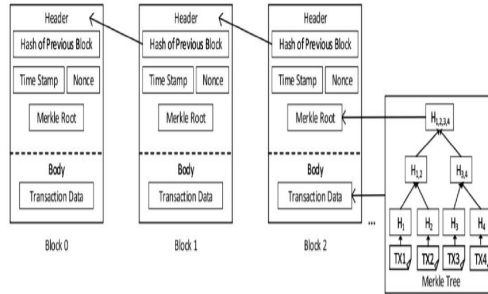 Header
Hash of Previous Block
Time Stamp
Nonce
Merkle Root
Body
Transaction Data
Block 0
Header
Hash of Previous Block
Time Stamp
Nonce
Merkle Root
Body
Transaction Data
Block 1
Header
Hash of Previous Block
Time Stamp
Nonce
Merkle Root
Body
Transaction Data
Block 2
...
H1,2,3,4
H1,2
H3,4
H1
H2
H3
H4
TX1
TX2
TX3
TX4
Merkle Tree